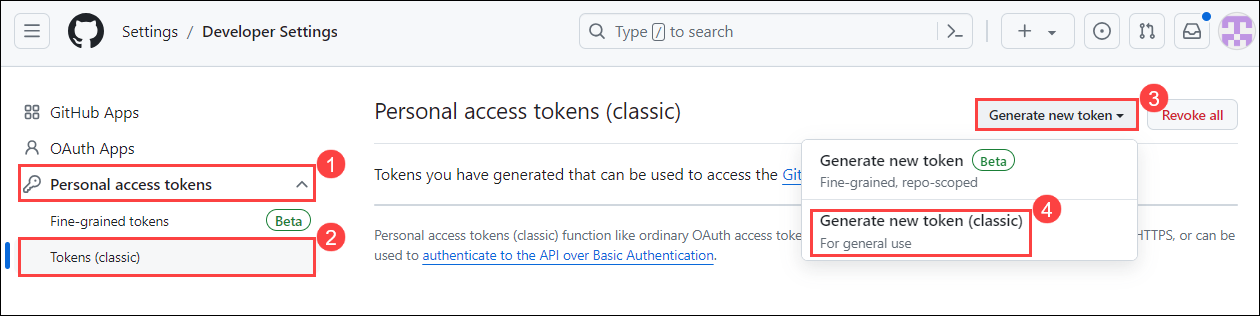 Settings / Developer Settings
Type / to search
GitHub Apps
OAuth Apps
Personal access tokens
1
Fine-grained tokens Beta
Tokens (classic)
2
Personal access tokens (classic)
Generate new token
3
Revoke all
Generate new token Beta
Fine-grained, repo-scoped
Generate new token (classic)
4
For general use
Tokens you have generated that can be used to access the Git
Personal access tokens (classic) function like ordinary OAuth access toke HTTPS, or can be
used to authenticate to the API over Basic Authentication.